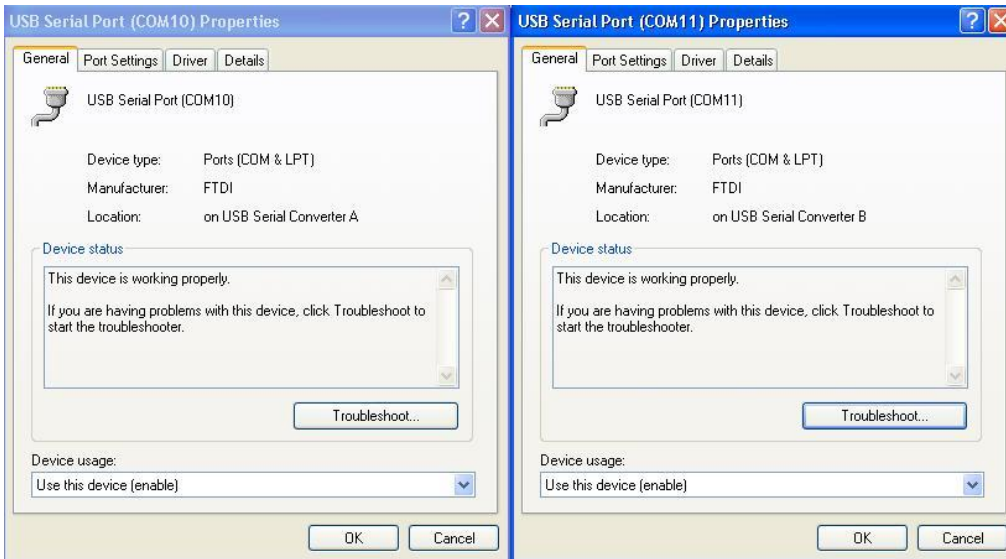 USB Serial Port (COM10) Properties
General Port Settings Driver Details
USB Serial Port (COM10)
Device type: Ports (COM & LPT)
Manufacturer: FTDI
Location: on USB Serial Converter A
Device status
This device is working properly.
If you are having problems with this device, click Troubleshoot to
start the troubleshooter.
Troubleshoot...
Device usage:
Use this device (enable)
OK Cancel
USB Serial Port (COM11) Properties
General Port Settings Driver Details
USB Serial Port (COM11)
Device type: Ports (COM & LPT)
Manufacturer: FTDI
Location: on USB Serial Converter B
Device status
This device is working properly.
If you are having problems with this device, click Troubleshoot to
start the troubleshooter.
Troubleshoot...
Device usage:
Use this device (enable)
OK Cancel